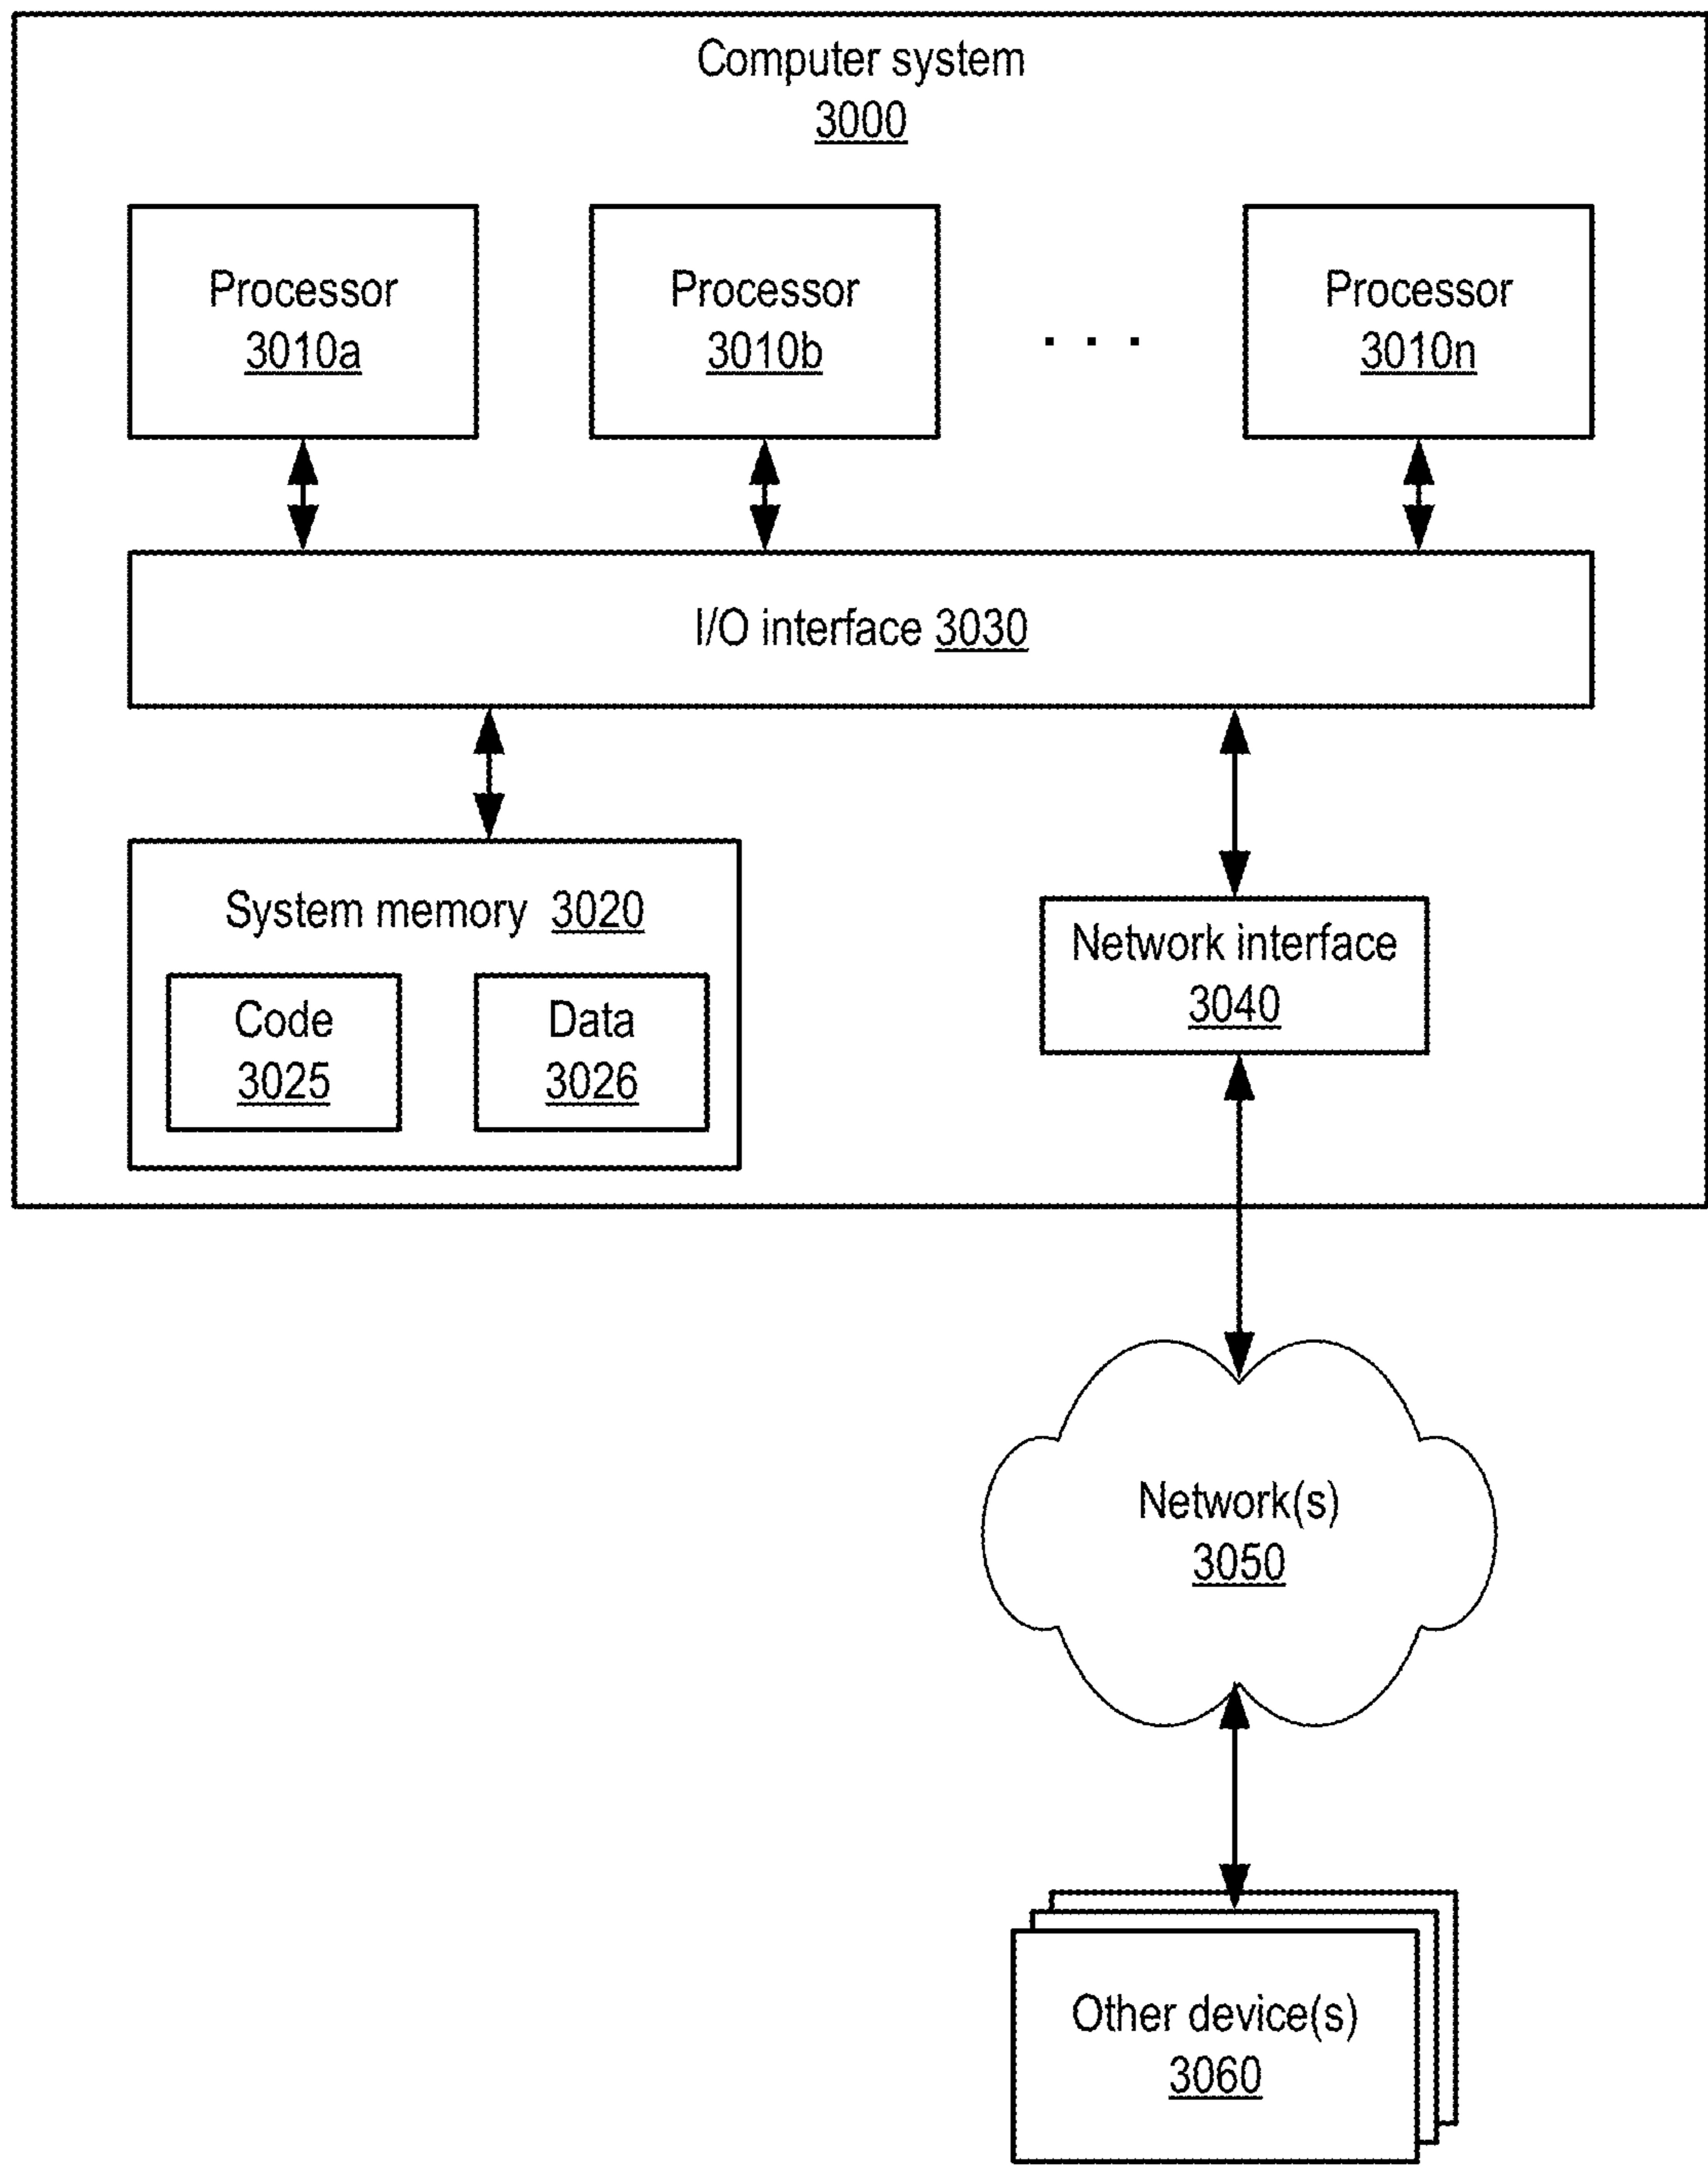 Computer system
3000
Processor
3010a
Processor
3010b
. . .
Processor
3010n
I/O interface 3030
System memory 3020
Code
3025
Data
3026
Network interface
3040
Network(s)
3050
Other device(s)
3060